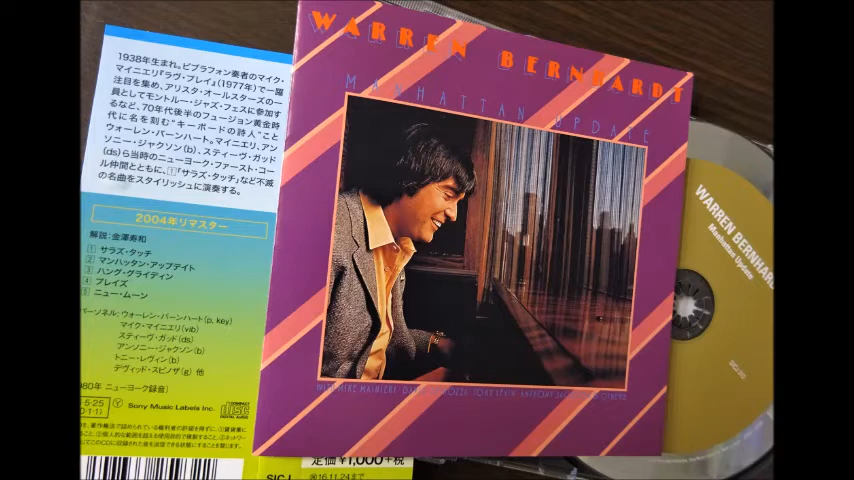 1938年生まれ。ビブラフォン奏者のマイク・
マイニエリ『ラヴ・プレイ』(1977年)で一躍
注目を集め、アリスタ・オールスターズの一
員としてモントルー・ジャズ・フェスに参加す
るなど、70年代後半のフュージョン黄金時
代に名を刻む“キーボードの詩人”こと
ウォーレン・バーンハート。マイニエリ、アン
ソニー・ジャクソン(b)、スティーヴ・ガッド
(ds)ら当時のニューヨーク・ファースト・コー
ル仲間とともに、1「サラズ・タッチ」など不滅
の名曲をスタイリッシュに演奏する。
2004年リマスター
解説：金澤寿和
1 サラズ・タッチ
2 マンハッタン・アップデイト
3 ハング・グライディン
4 プレイズ
5 ニュー・ムーン
パーソネル：ウォーレン・バーンハート(p, key)
マイク・マイニエリ(vib)
スティーヴ・ガッド(ds)
アンソニー・ジャクソン(b)
トニー・レヴィン(b)
デヴィッド・スピノザ(g) 他
980年 ニューヨーク録音]
Sony Music Labels Inc.
COMPACT
DISC
DIGITAL AUDIO
定価 ¥1,000+税
SICJ
16.11.24まで
WARREN BERNHARDT
MANHATTAN UPDATE
WARREN BERNHARD
Manhattan Update